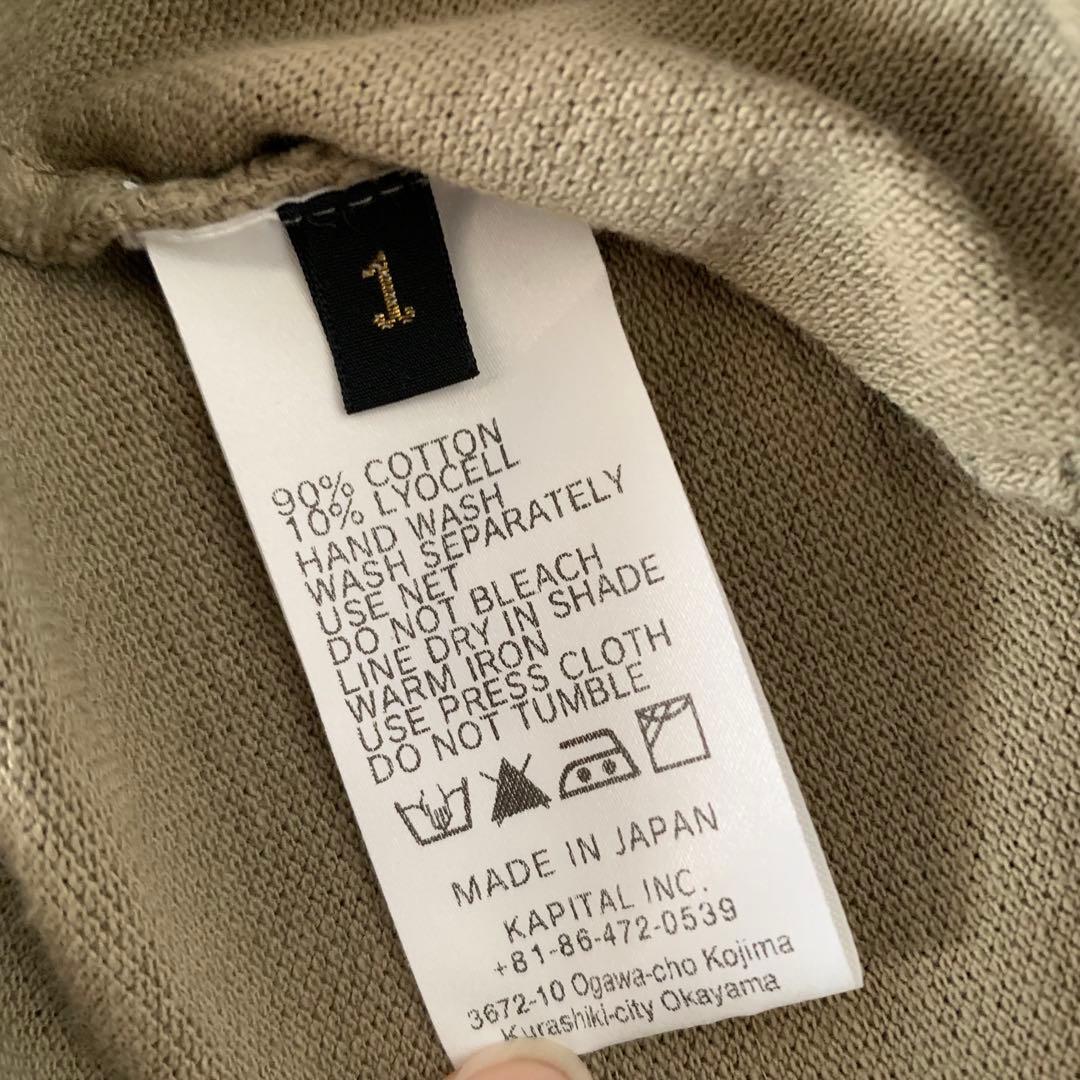 1
90% COTTON
10% LYOCELL
HAND WASH
WASH SEPARATELY
USE NET
DO NOT BLEACH
LINE DRY IN SHADE
WARM IRON
USE PRESS CLOTH
DO NOT TUMBLE
MADE IN JAPAN
KAPITAL INC.
+81-86-472-0539
3672-10 Ogawa-cho Kojima
Kurashiki-city Okayama